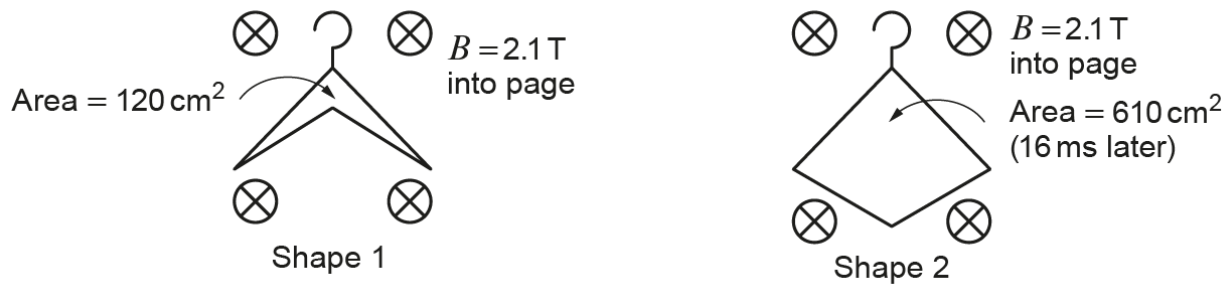 B = 2.1 T
into page
Area = 120 cm²
Shape 1
B = 2.1 T
into page
Area = 610 cm²
(16 ms later)
Shape 2